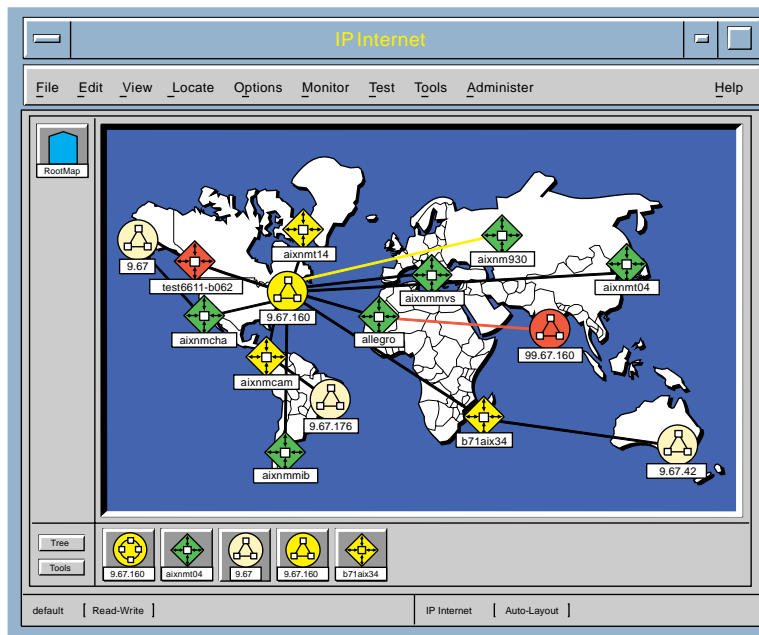 IP Internet
File Edit View Locate Options Monitor Test Tools Administer Help
RootMap
9.67
test6611-b062
aixnmt14
aixnm930
aixnmt04
aixnmmvs
9.67.160
aixnmcha
allegro
99.67.160
aixnmcam
9.67.176
b71aix34
9.67.42
aixnmmib
Tree
Tools
9.67.160 aixnmt04 9.67 9.67.160 b71aix34
default [ Read-Write ] IP Internet [ Auto-Layout ]